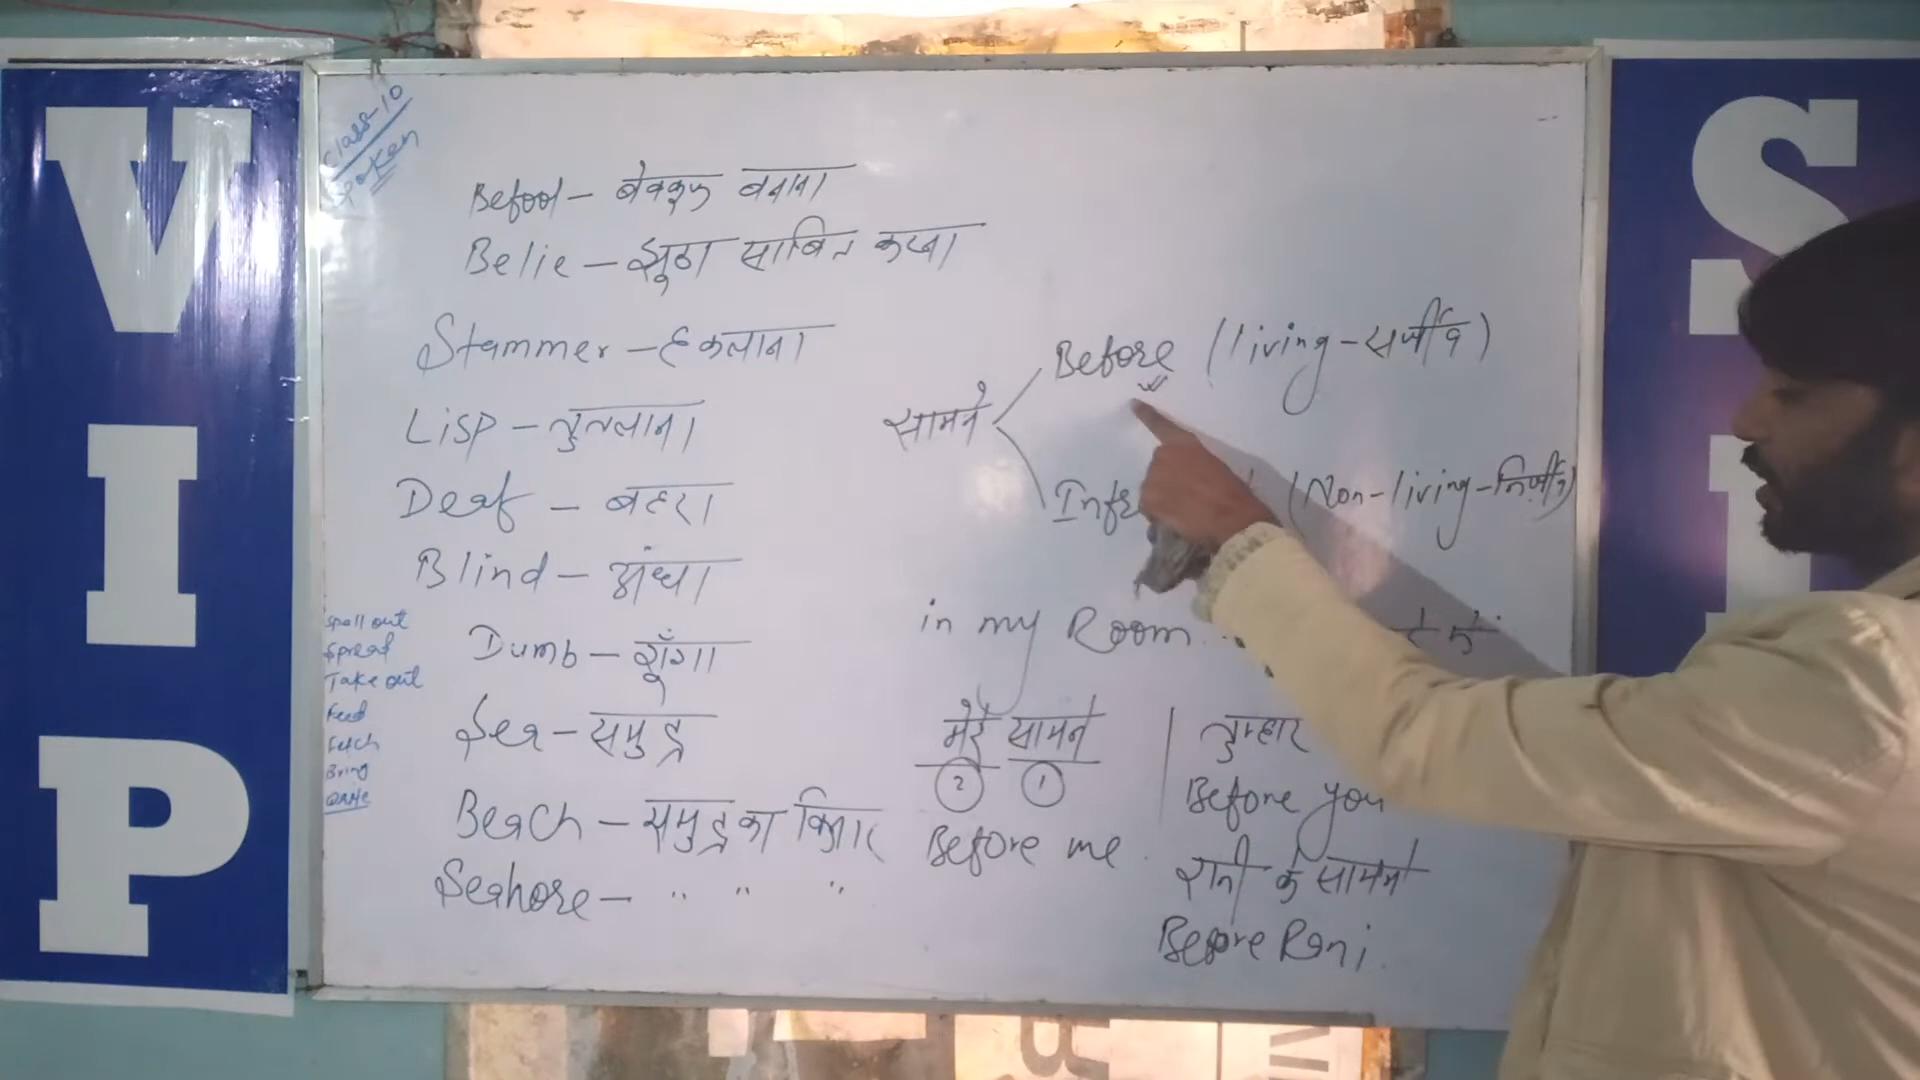 VIP
Class-10
Spoken
Befool - बेवकूफ बनाना
Belie - झूठा साबित करना
Stammer - हकलाना
Lisp - तुतलाना
Deaf - बहरा
Blind - अंधा
Dumb - गूँगा
Sea - समुद्र
Beach - समुद्र का किनार
Seahore - " " "
Spell out
Spread
Take out
Feed
Fetch
Bring
सामने
Before (living - सजीव)
(Non-living - निर्जीव)
in my Room
मेरे सामने
2 1
Before me.
तुम्हार
Before you
रानी के सामने
Before Rani.
S